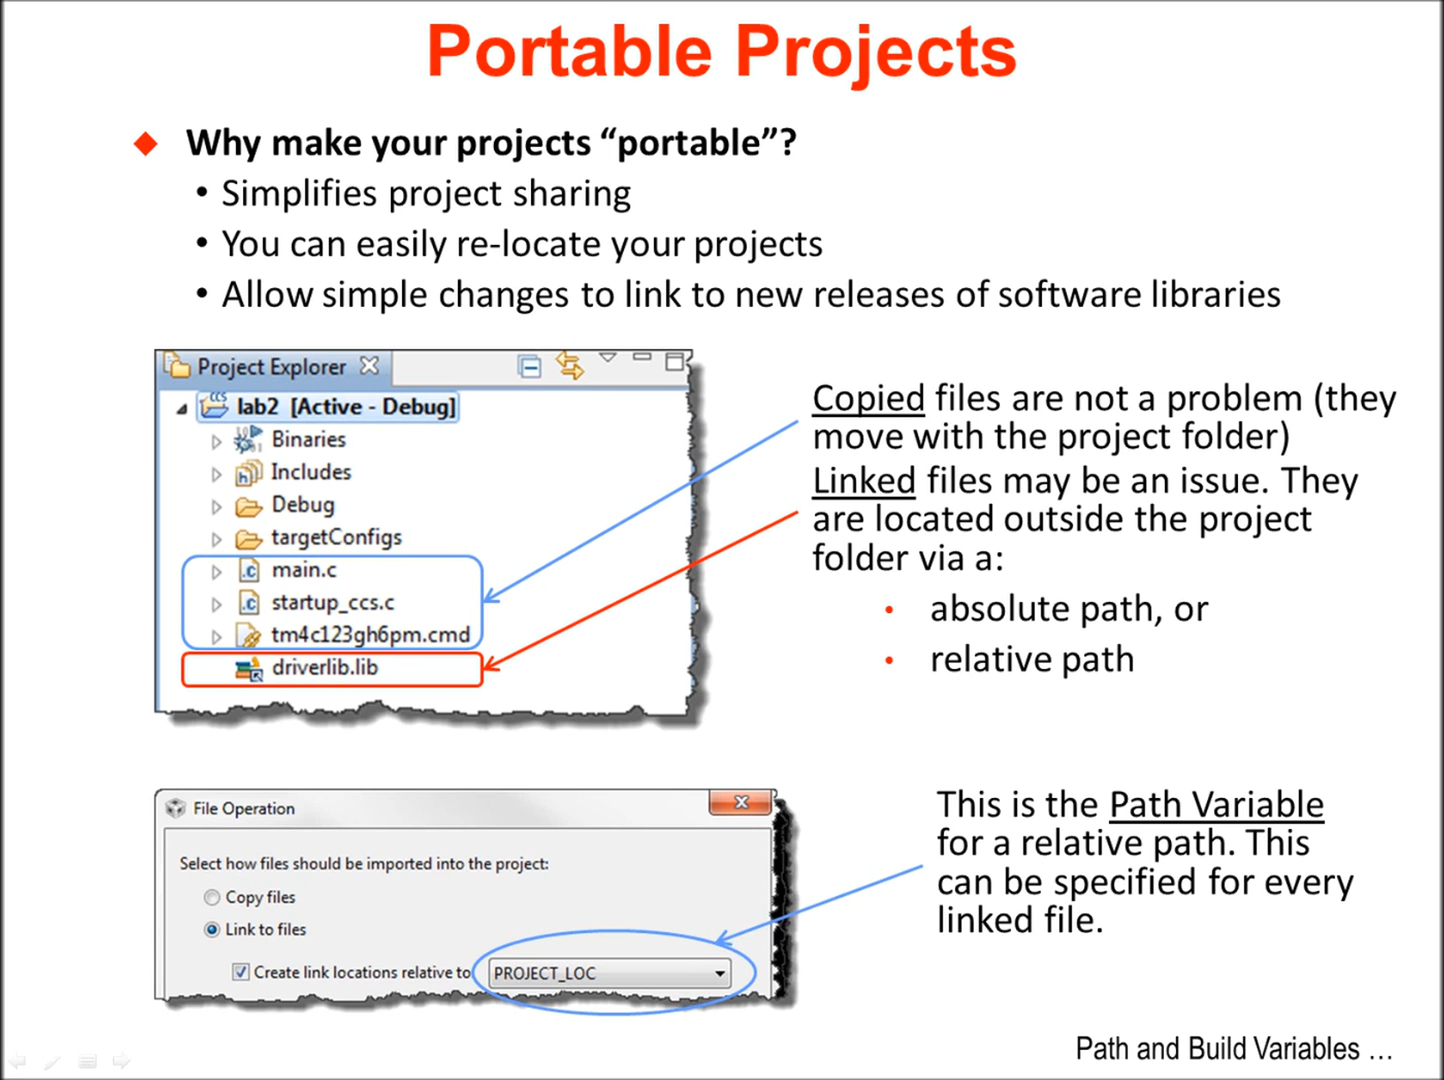 Portable Projects
Why make your projects “portable”?
• Simplifies project sharing
• You can easily re-locate your projects
• Allow simple changes to link to new releases of software libraries
Project Explorer
lab2 [Active - Debug]
Binaries
Includes
Debug
targetConfigs
main.c
startup_ccs.c
tm4c123gh6pm.cmd
driverlib.lib
Copied files are not a problem (they
move with the project folder)
Linked files may be an issue. They
are located outside the project
folder via a:
• absolute path, or
• relative path
File Operation
Select how files should be imported into the project:
Copy files
Link to files
Create link locations relative to
PROJECT_LOC
This is the Path Variable
for a relative path. This
can be specified for every
linked file.
Path and Build Variables ...